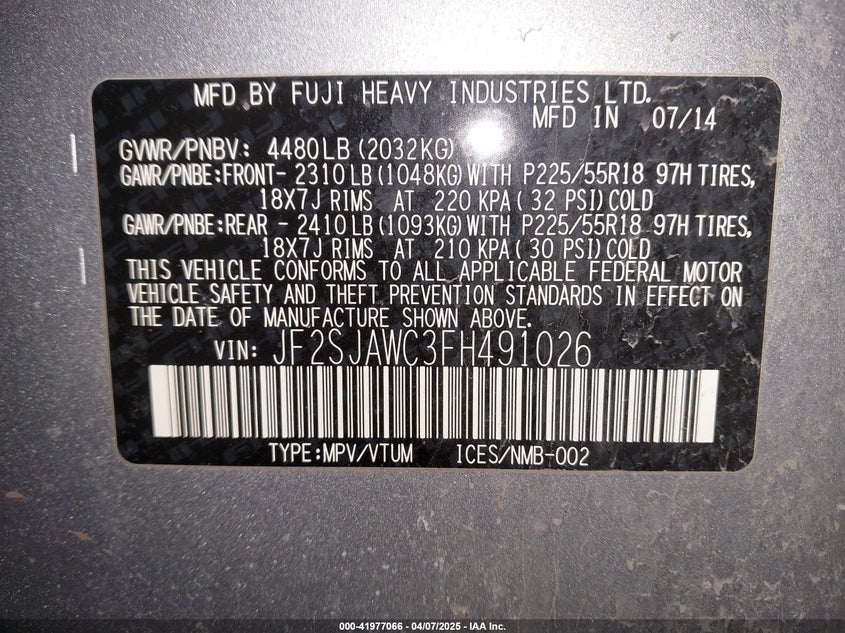 MFD BY FUJI HEAVY INDUSTRIES LTD.
MFD IN 07/14
GVWR/PNBV: 4480LB(2032KG)
GAWR/PNBE:FRONT- 2310LB(1048KG)WITH P225/55R18 97H TIRES,
18X7J RIMS AT 220 KPA( 32 PSI)COLD
GAWR/PNBE:REAR - 2410LB(1093KG)WITH P225/55R18 97H TIRES,
18X7J RIMS AT 210 KPA( 30 PSI)COLD
THIS VEHICLE CONFORMS TO ALL APPLICABLE FEDERAL MOTOR
VEHICLE SAFETY AND THEFT PREVENTION STANDARDS IN EFFECT ON
THE DATE OF MANUFACTURE SHOWN ABOVE.
VIN: JF2SJAWC3FH491026
TYPE:MPV/VTUM ICES/NMB-002
000-41977066 - 04/07/2025 - IAA Inc.